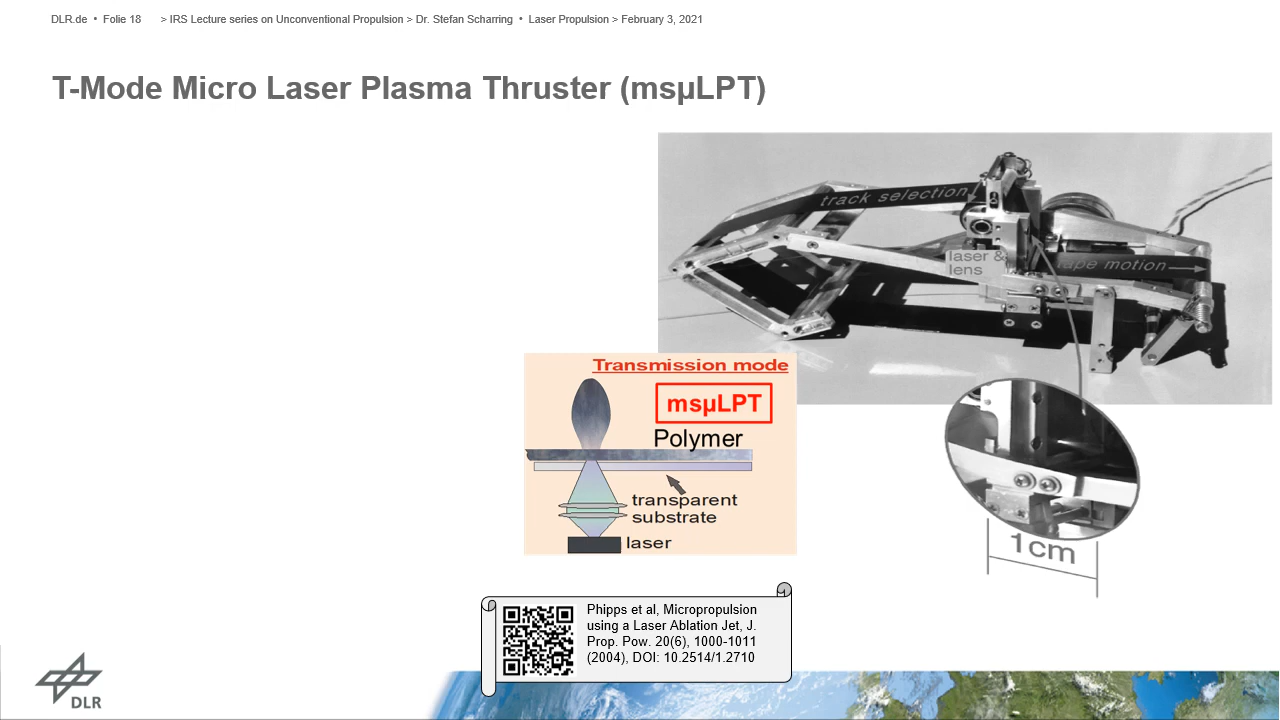 DLR.de • Folie 18 > IRS Lecture series on Unconventional Propulsion > Dr. Stefan Scharring • Laser Propulsion > February 3, 2021
T-Mode Micro Laser Plasma Thruster (msµLPT)
track selection
laser &
lens
tape motion
Transmission mode
msµLPT
Polymer
transparent
substrate
laser
1cm
Phipps et al, Micropropulsion
using a Laser Ablation Jet, J.
Prop. Pow. 20(6), 1000-1011
(2004), DOI: 10.2514/1.2710
DLR